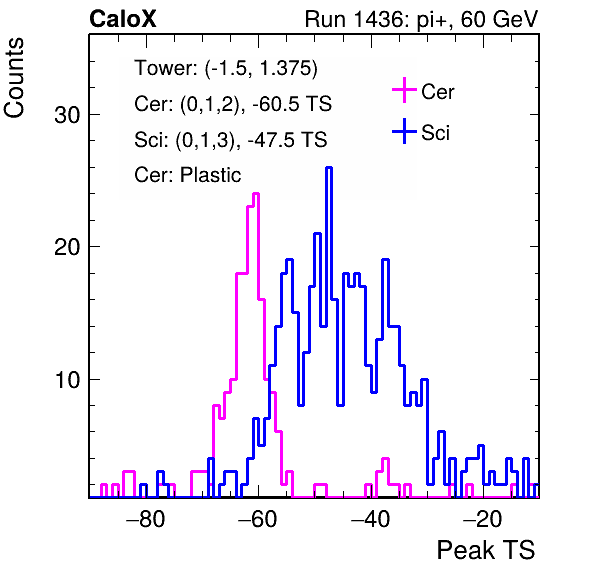 CaloX Run 1436: pi+, 60 GeV
Counts
Tower: (-1.5, 1.375)
Cer: (0,1,2), -60.5 TS
Sci: (0,1,3), -47.5 TS
Cer: Plastic
Cer
Sci
30
20
10
−80 −60 −40 −20
Peak TS